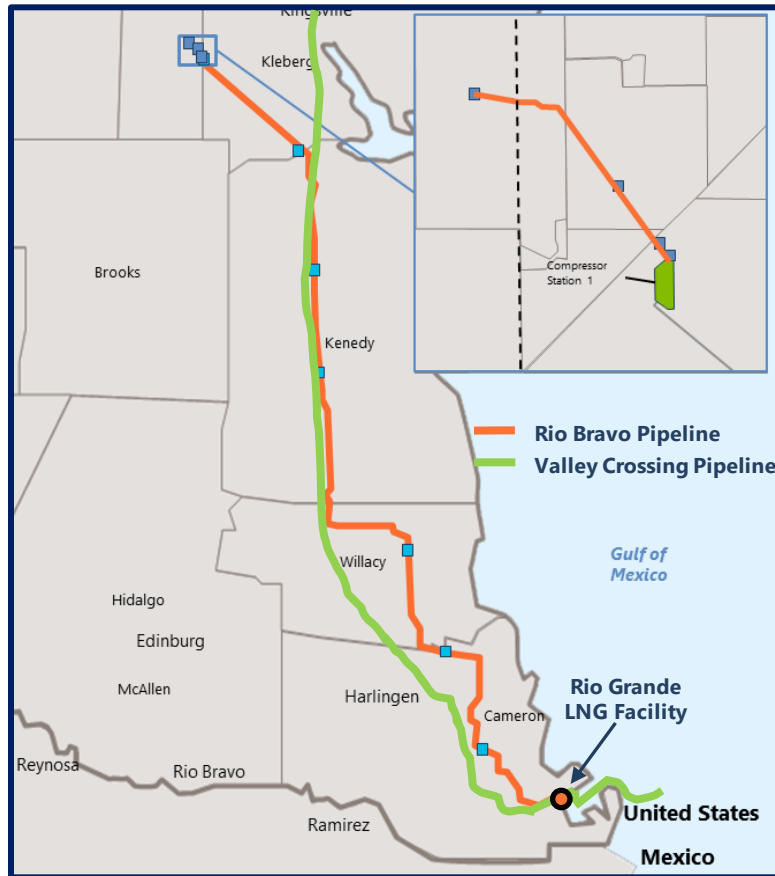 Kingsville
Kleberg
Brooks
Kenedy
Compressor
Station 1
Rio Bravo Pipeline
Valley Crossing Pipeline
Gulf of
Mexico
Willacy
Hidalgo
Edinburg
McAllen
Harlingen
Cameron
Rio Grande
LNG Facility
Reynosa
Rio Bravo
Ramirez
United States
Mexico